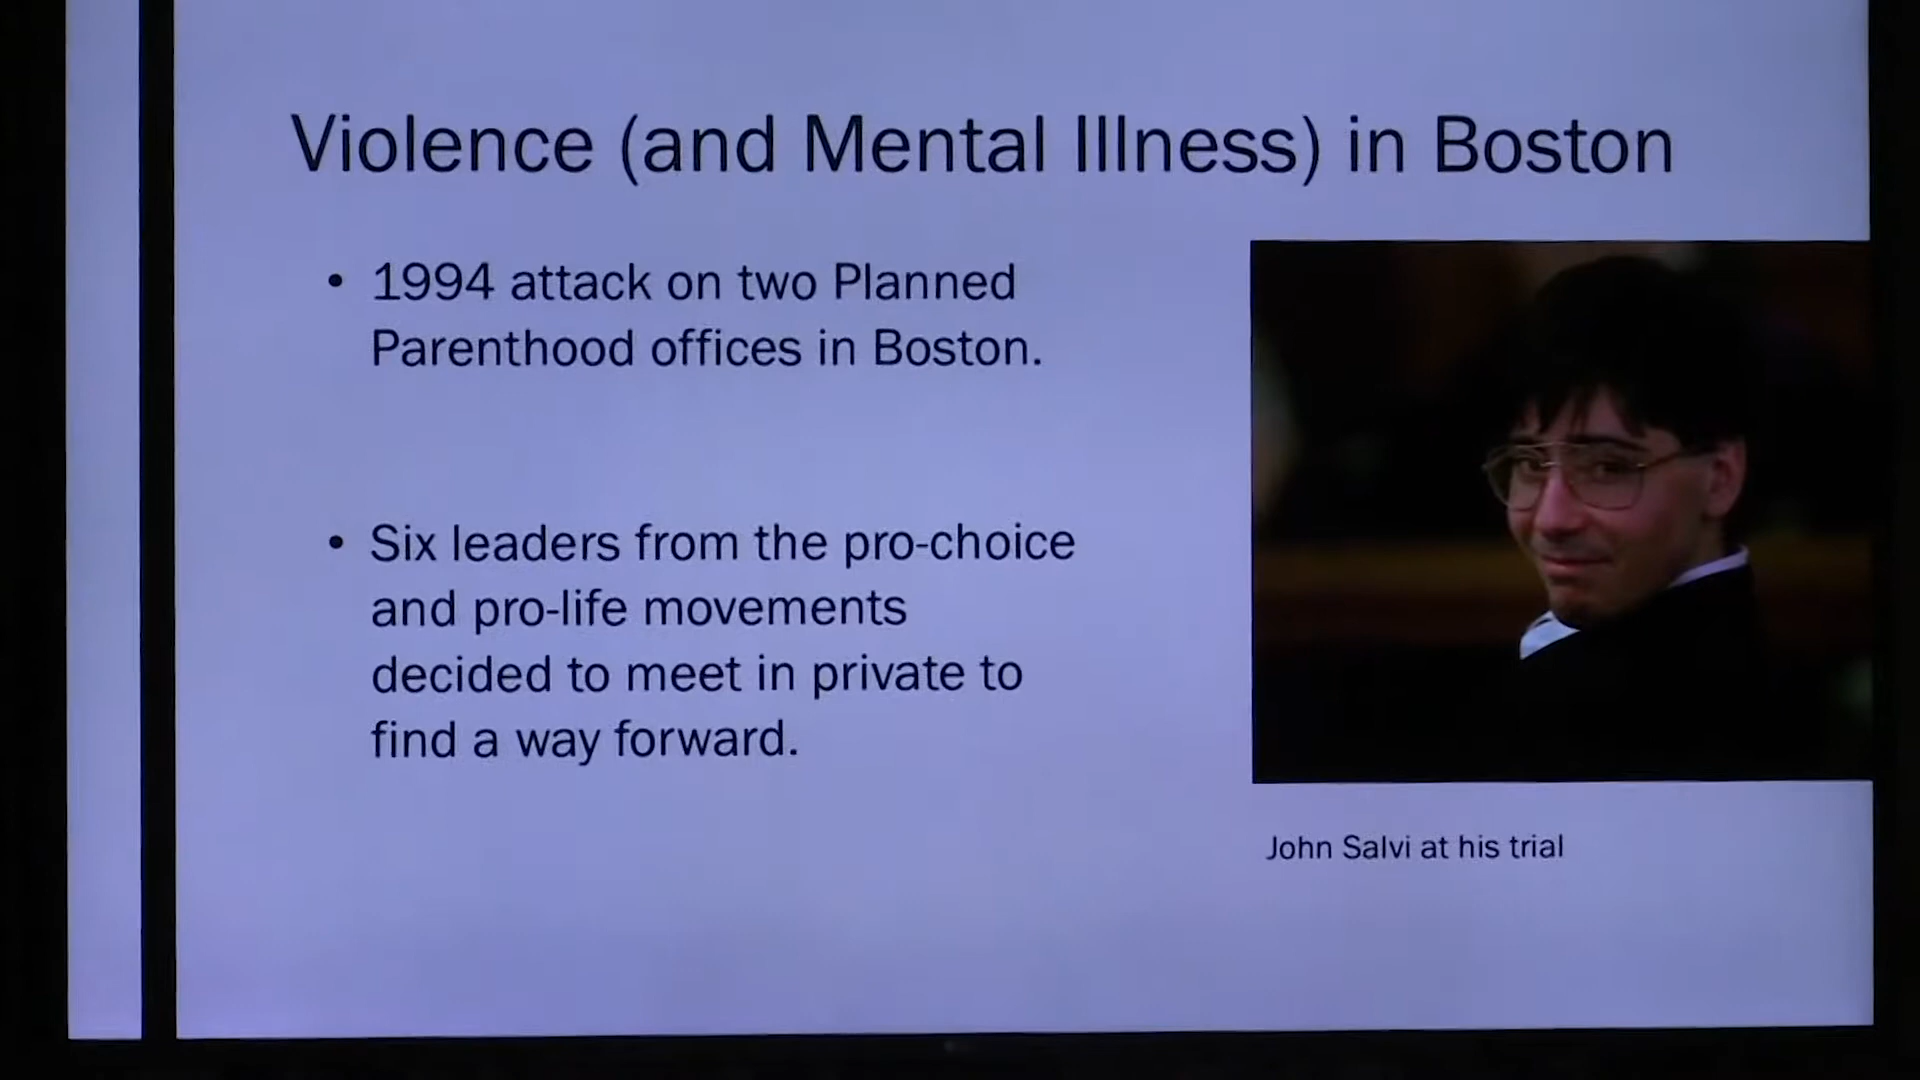 Violence (and Mental Illness) in Boston
• 1994 attack on two Planned
Parenthood offices in Boston.
• Six leaders from the pro-choice
and pro-life movements
decided to meet in private to
find a way forward.
John Salvi at his trial